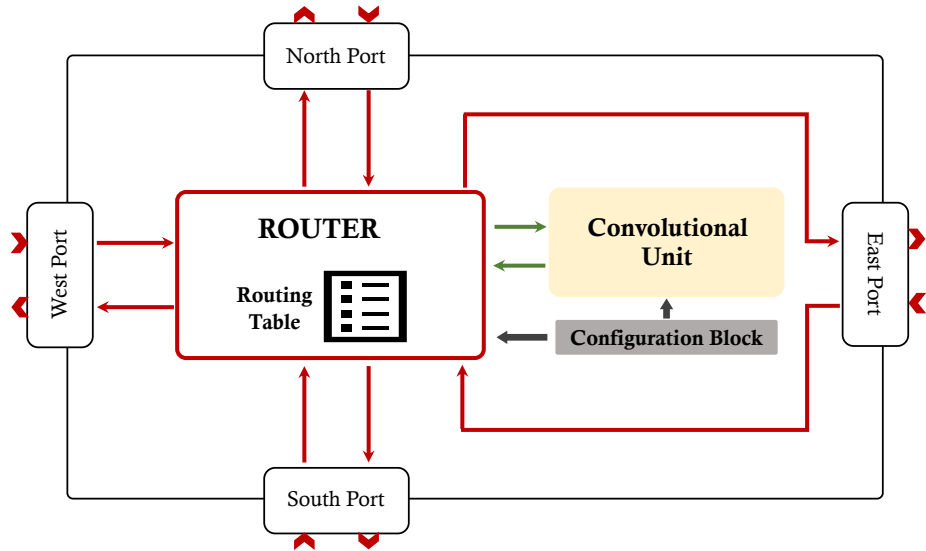 North Port
West Port
ROUTER
Routing
Table
Convolutional
Unit
Configuration Block
East Port
South Port